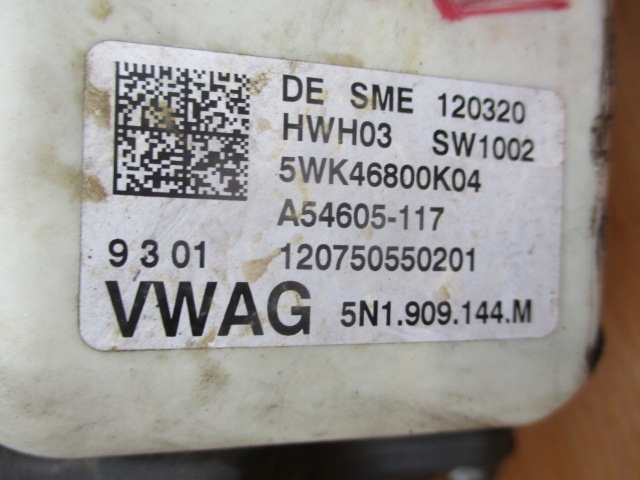 DE SME 120320
HWH03 SW1002
5WK46800K04
A54605-117
9301 120750550201
VWAG 5N1.909.144.M